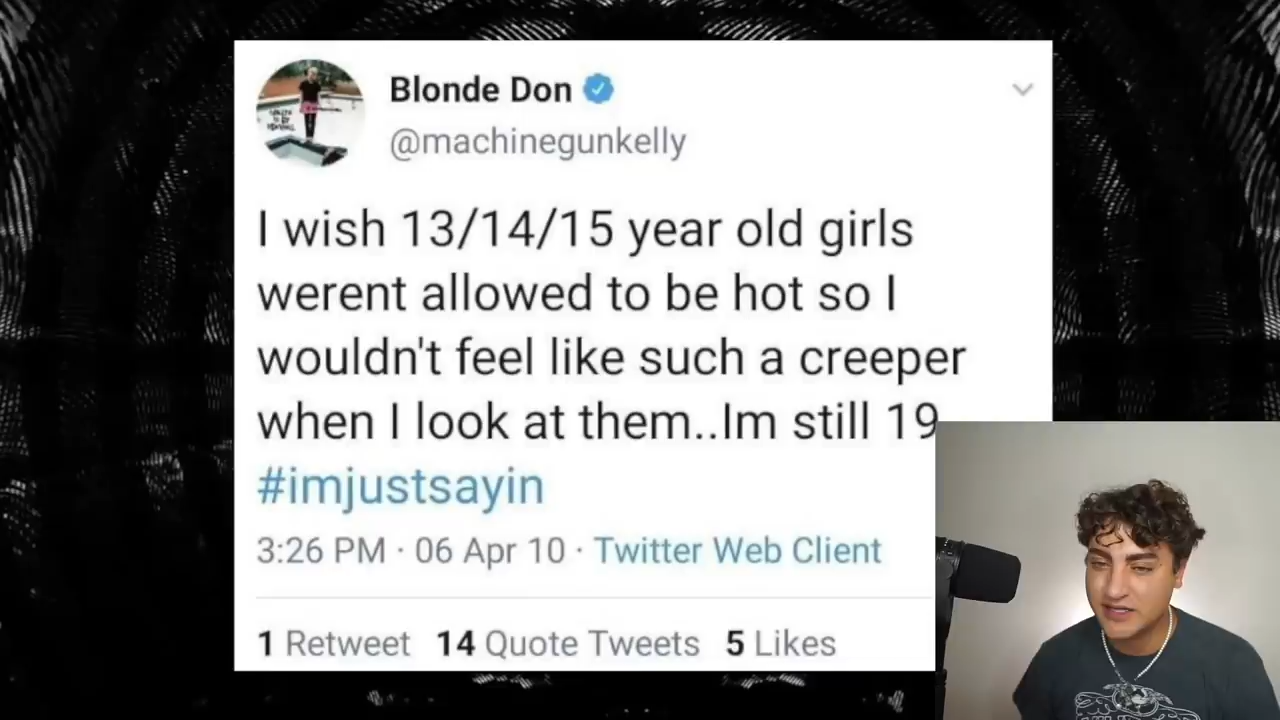 Blonde Don
@machinegunkelly
I wish 13/14/15 year old girls
werent allowed to be hot so I
wouldn't feel like such a creeper
when I look at them..Im still 19
#imjustsayin
3:26 PM · 06 Apr 10 · Twitter Web Client
1 Retweet 14 Quote Tweets 5 Likes